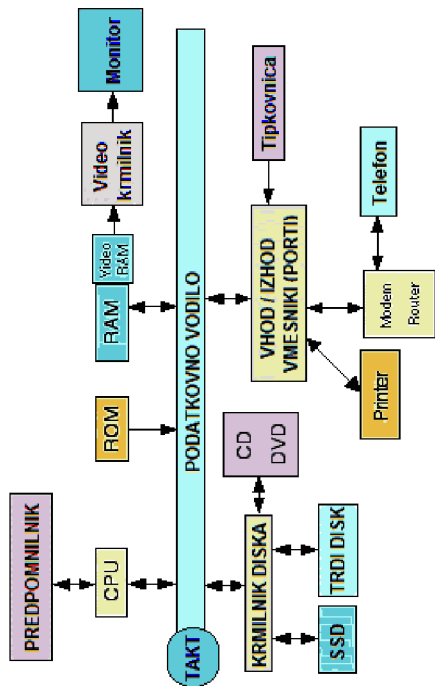 PREDPOMNILNIK
CPU
ROM
RAM
Video
RAM
Video
krmilnik
Monitor
TAKT
PODATKOVNO VODILO
KRMILNIK DISKA
CD
DVD
VHOD / IZHOD
VMESNIKI (PORTI)
Tipkovnica
SSD
TRDI DISK
Printer
Modem
Router
Telefon